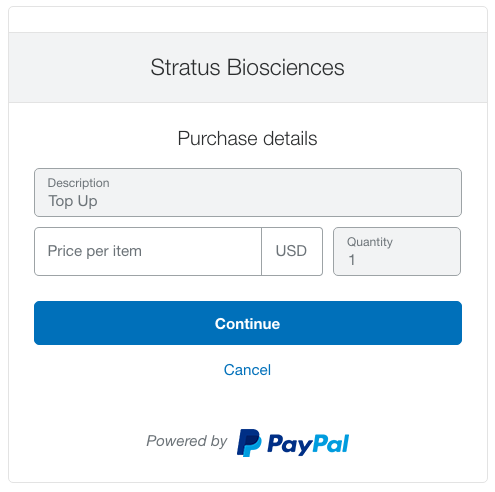 Stratus Biosciences
Purchase details
Description
Top Up
Price per item
USD
Quantity
1
Continue
Cancel
Powered by PayPal